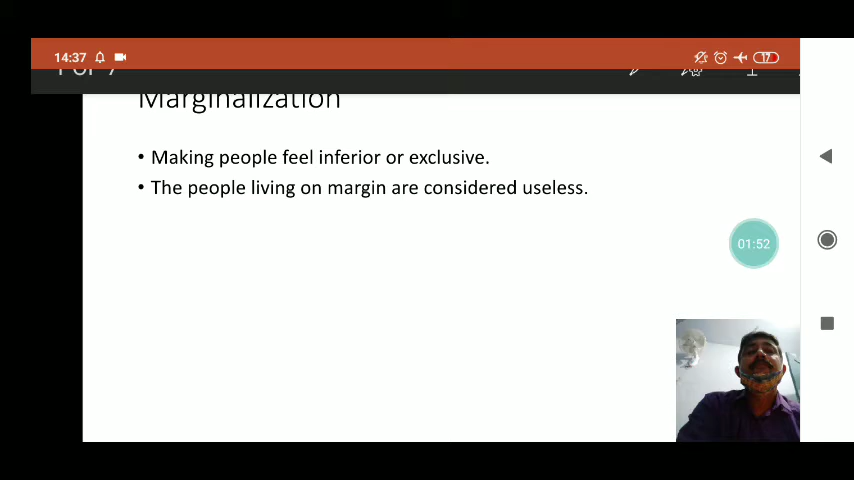 14:37
17
Marginalization
• Making people feel inferior or exclusive.
• The people living on margin are considered useless.
01:52